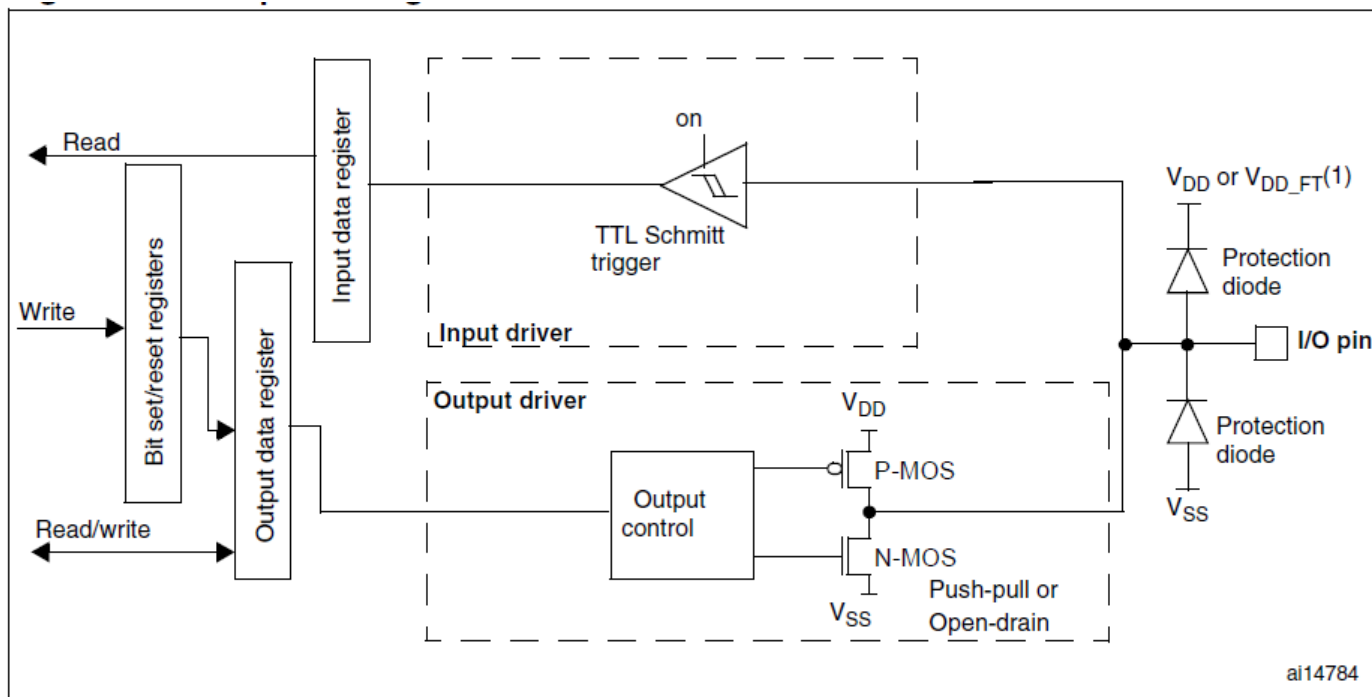 Read
Write
Read/write
Bit set/reset registers
Output data register
Input data register
on
TTL Schmitt
trigger
Input driver
Output driver
Output
control
V_DD
P-MOS
N-MOS
V_SS
Push-pull or
Open-drain
V_DD or V_DD_FT(1)
Protection
diode
I/O pin
Protection
diode
V_SS
ai14784